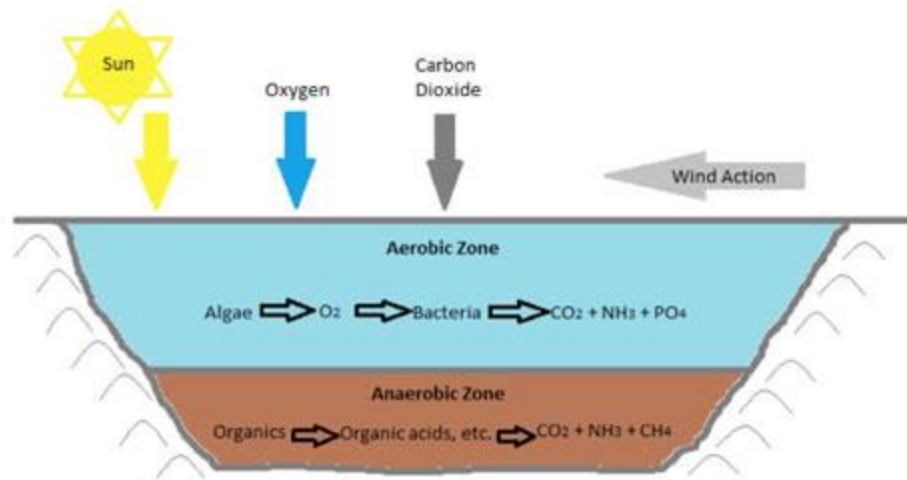 Sun
Oxygen
Carbon
Dioxide
Wind Action
Aerobic Zone
Algae O2 Bacteria CO2 + NH3 + PO4
Anaerobic Zone
Organics Organic acids, etc. CO2 + NH3 + CH4